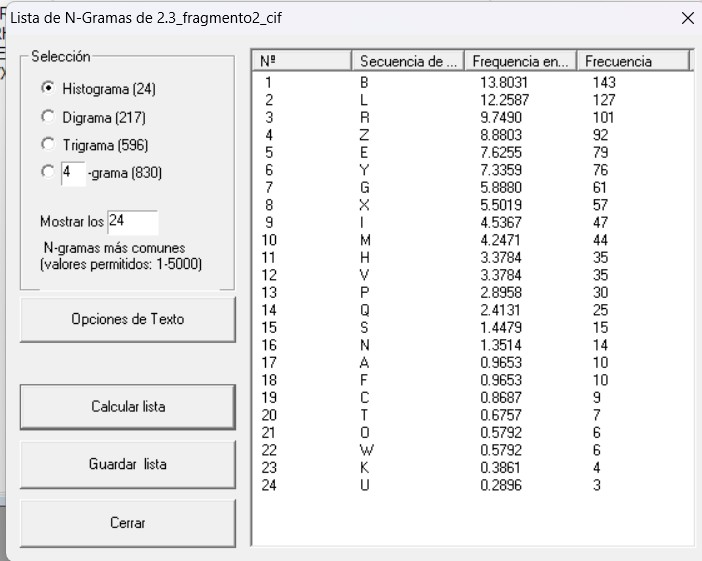 Lista de N-Gramas de 2.3_fragmento2_cif
Selección
Histograma (24)
Digrama (217)
Trigrama (596)
4 -grama (830)
Mostrar los 24
N-gramas más comunes
(valores permitidos: 1-5000)
Opciones de Texto
Calcular lista
Guardar lista
Cerrar
Nº Secuencia de ... Frequencia en... Frecuencia
1 B 13.8031 143
2 L 12.2587 127
3 R 9.7490 101
4 Z 8.8803 92
5 E 7.6255 79
6 Y 7.3359 76
7 G 5.8880 61
8 X 5.5019 57
9 I 4.5367 47
10 M 4.2471 44
11 H 3.3784 35
12 V 3.3784 35
13 P 2.8958 30
14 Q 2.4131 25
15 S 1.4479 15
16 N 1.3514 14
17 A 0.9653 10
18 F 0.9653 10
19 C 0.8687 9
20 T 0.6757 7
21 O 0.5792 6
22 W 0.5792 6
23 K 0.3861 4
24 U 0.2896 3